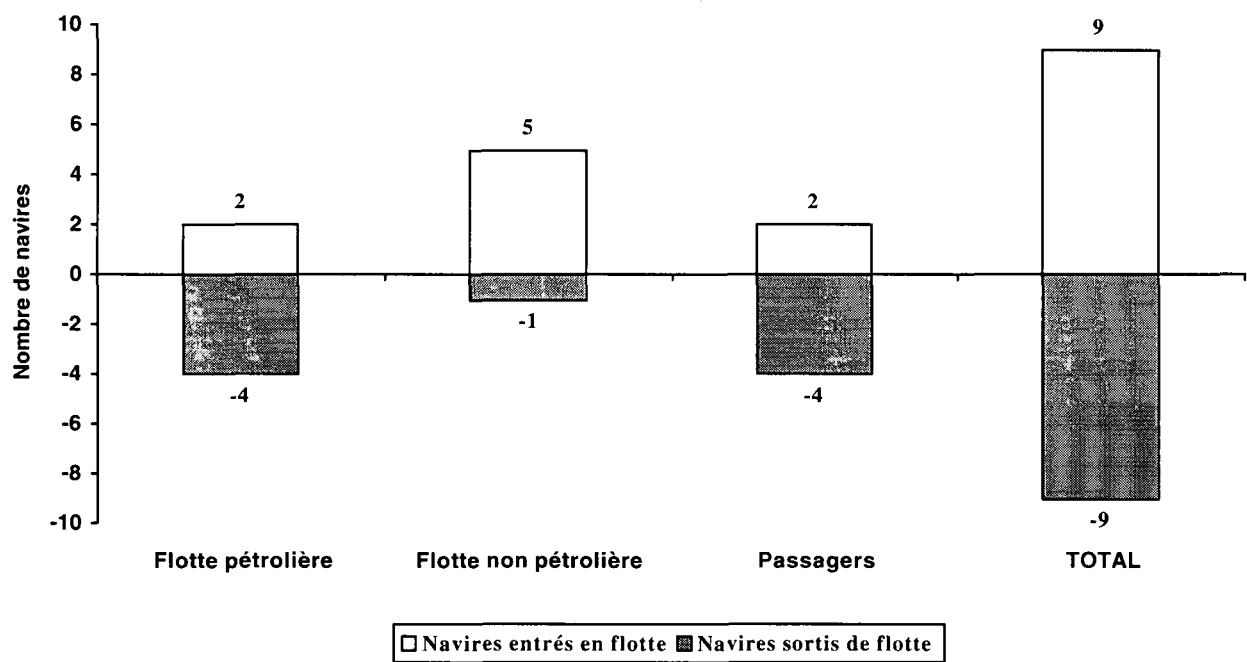 10
8
6
4
2
0
-2
-4
-6
-8
-10
Nombre de navires
2
5
2
9
-4
-1
-4
-9
Flotte pétrolière
Flotte non pétrolière
Passagers
TOTAL
Navires entrés en flotte
Navires sortis de flotte